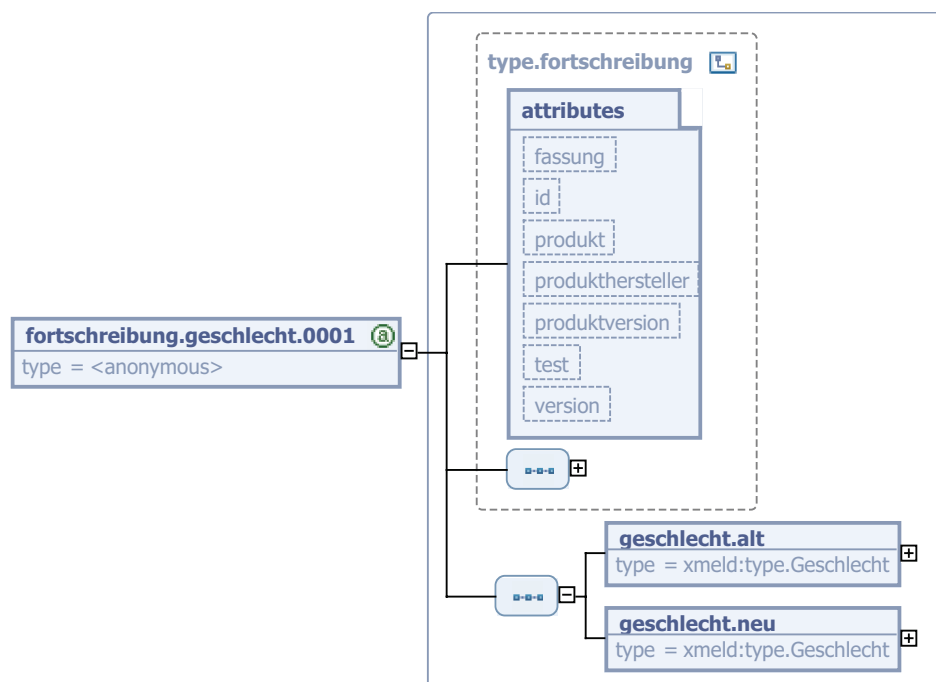 type.fortschreibung
attributes
fassung
id
produkt
produkthersteller
produktversion
test
version
fortschreibung.geschlecht.0001 a
type = <anonymous>
geschlecht.alt
type = xmeld:type.Geschlecht
geschlecht.neu
type = xmeld:type.Geschlecht